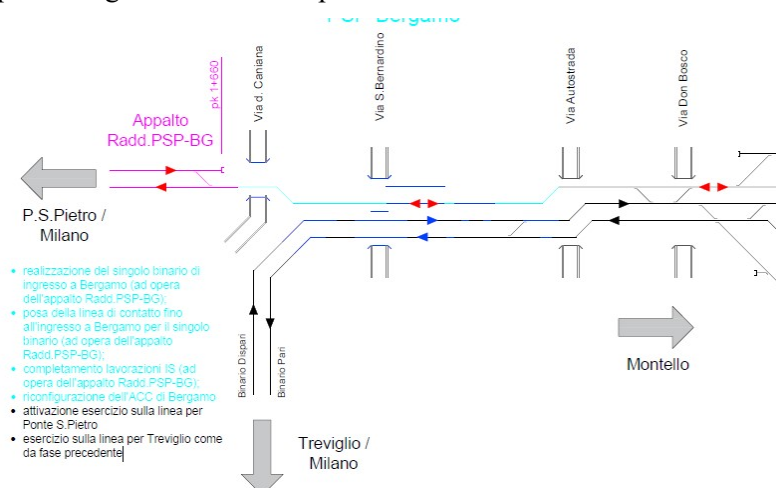 PSP-Bergamo
pk 1+660
Via d. Caniana
Via S.Bernardino
Via Autostrada
Via Don Bosco
Appalto
Radd.PSP-BG
P.S.Pietro /
Milano
• realizzazione del singolo binario di
ingresso a Bergamo (ad opera
dell'appalto Radd.PSP-BG);
• posa della linea di contatto fino
all'ingresso a Bergamo per il singolo
binario (ad opera dell'appalto
Radd.PSP-BG);
• completamento lavorazioni IS (ad
opera dell'appalto Radd.PSP-BG);
• riconfigurazione dell'ACC di Bergamo
• attivazione esercizio sulla linea per
Ponte S.Pietro
• esercizio sulla linea per Treviglio come
da fase precedente
Binario Dispari
Binario Pari
Montello
Treviglio /
Milano